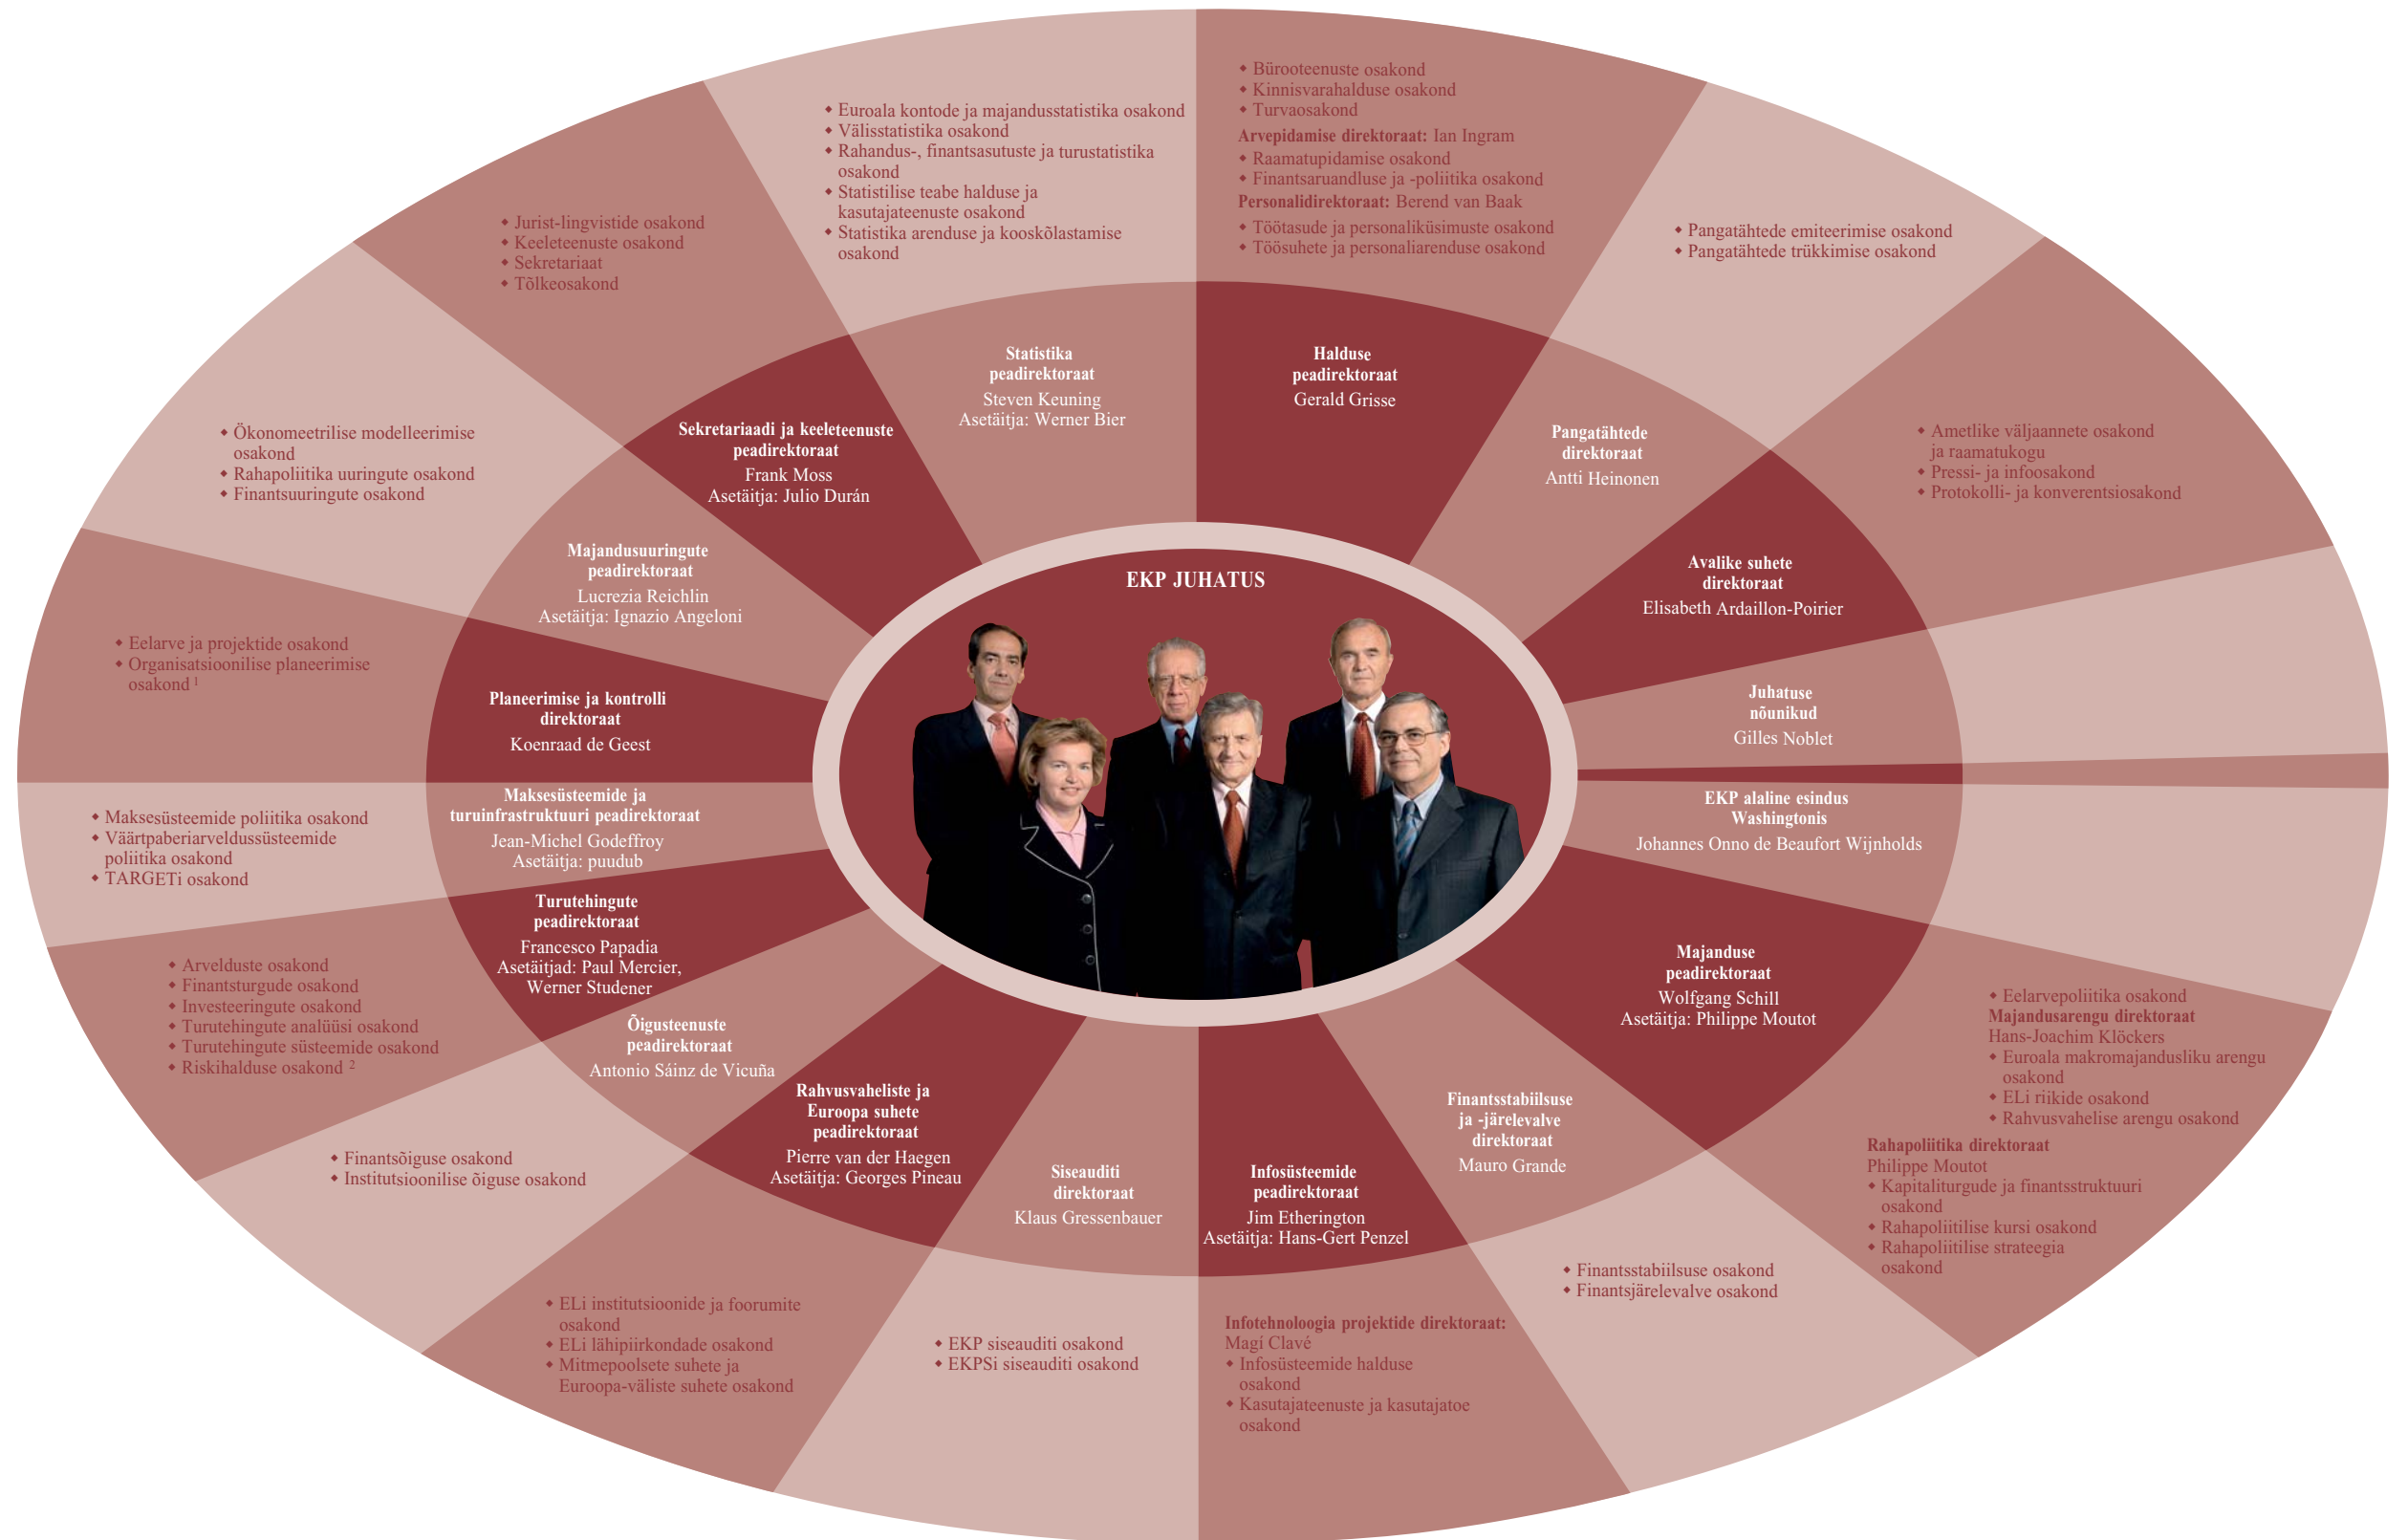 EKP JUHATUS
◆ Bürooteenuste osakond
◆ Kinnisvarahalduse osakond
◆ Turvaosakond
Arvepidamise direktoraat: Ian Ingram
◆ Raamatupidamise osakond
◆ Finantsaruandluse ja -poliitika osakond
Personalidirektoraat: Berend van Baak
◆ Töötasude ja personaliküsimuste osakond
◆ Töösuhete ja personaliarenduse osakond
Halduse
peadirektoraat
Gerald Grisse
◆ Pangatähtede emiteerimise osakond
◆ Pangatähtede trükkimise osakond
Pangatähtede
direktoraat
Antti Heinonen
◆ Ametlike väljaannete osakond
ja raamatukogu
◆ Pressi- ja infoosakond
◆ Protokolli- ja konverentsiosakond
Avalike suhete
direktoraat
Elisabeth Ardaillon-Poirier
Juhatuse
nõunikud
Gilles Noblet
EKP alaline esindus
Washingtonis
Johannes Onno de Beaufort Wijnholds
Majanduse
peadirektoraat
Wolfgang Schill
Asetäitja: Philippe Moutot
◆ Eelarvepoliitika osakond
Majandusarengu direktoraat
Hans-Joachim Klöckers
◆ Euroala makromajandusliku arengu
osakond
◆ ELi riikide osakond
◆ Rahvusvahelise arengu osakond
Rahapoliitika direktoraat
Philippe Moutot
◆ Kapitaliturgude ja finantsstruktuuri
osakond
◆ Rahapoliitilise kursi osakond
◆ Rahapoliitilise strateegia
osakond
Finantsstabiilsuse
ja -järelevalve
direktoraat
Mauro Grande
◆ Finantsstabiilsuse osakond
◆ Finantsjärelevalve osakond
Infosüsteemide
peadirektoraat
Jim Etherington
Asetäitja: Hans-Gert Penzel
Infotehnoloogia projektide direktoraat:
Magí Clavé
◆ Infosüsteemide halduse
osakond
◆ Kasutajateenuste ja kasutajatoe
osakond
Siseauditi
direktoraat
Klaus Gressenbauer
◆ EKP siseauditi osakond
◆ EKPSi siseauditi osakond
Rahvusvaheliste ja
Euroopa suhete
peadirektoraat
Pierre van der Haegen
Asetäitja: Georges Pineau
◆ ELi institutsioonide ja foorumite
osakond
◆ ELi lähipiirkondade osakond
◆ Mitmepoolsete suhete ja
Euroopa-väliste suhete osakond
Õigusteenuste
peadirektoraat
Antonio Sáinz de Vicuña
◆ Finantsõiguse osakond
◆ Institutsioonilise õiguse osakond
Turutehingute
peadirektoraat
Francesco Papadia
Asetäitjad: Paul Mercier,
Werner Studener
◆ Arvelduste osakond
◆ Finantsturgude osakond
◆ Investeeringute osakond
◆ Turutehingute analüüsi osakond
◆ Turutehingute süsteemide osakond
◆ Riskihalduse osakond 2
Maksesüsteemide ja
turuinfrastruktuuri peadirektoraat
Jean-Michel Godeffroy
Asetäitja: puudub
◆ Maksesüsteemide poliitika osakond
◆ Väärtpaberiarveldussüsteemide
poliitika osakond
◆ TARGETi osakond
Planeerimise ja kontrolli
direktoraat
Koenraad de Geest
◆ Eelarve ja projektide osakond
◆ Organisatsioonilise planeerimise
osakond 1
Majandusuuringute
peadirektoraat
Lucrezia Reichlin
Asetäitja: Ignazio Angeloni
◆ Ökonomeetrilise modelleerimise
osakond
◆ Rahapoliitika uuringute osakond
◆ Finantsuuringute osakond
Sekretariaadi ja keeleteenuste
peadirektoraat
Frank Moss
Asetäitja: Julio Durán
◆ Jurist-lingvistide osakond
◆ Keeleteenuste osakond
◆ Sekretariaat
◆ Tõlkeosakond
Statistika
peadirektoraat
Steven Keuning
Asetäitja: Werner Bier
◆ Euroala kontode ja majandusstatistika osakond
◆ Välisstatistika osakond
◆ Rahandus-, finantsasutuste ja turustatistika
osakond
◆ Statistilise teabe halduse ja
kasutajateenuste osakond
◆ Statistika arenduse ja kooskõlastamise
osakond